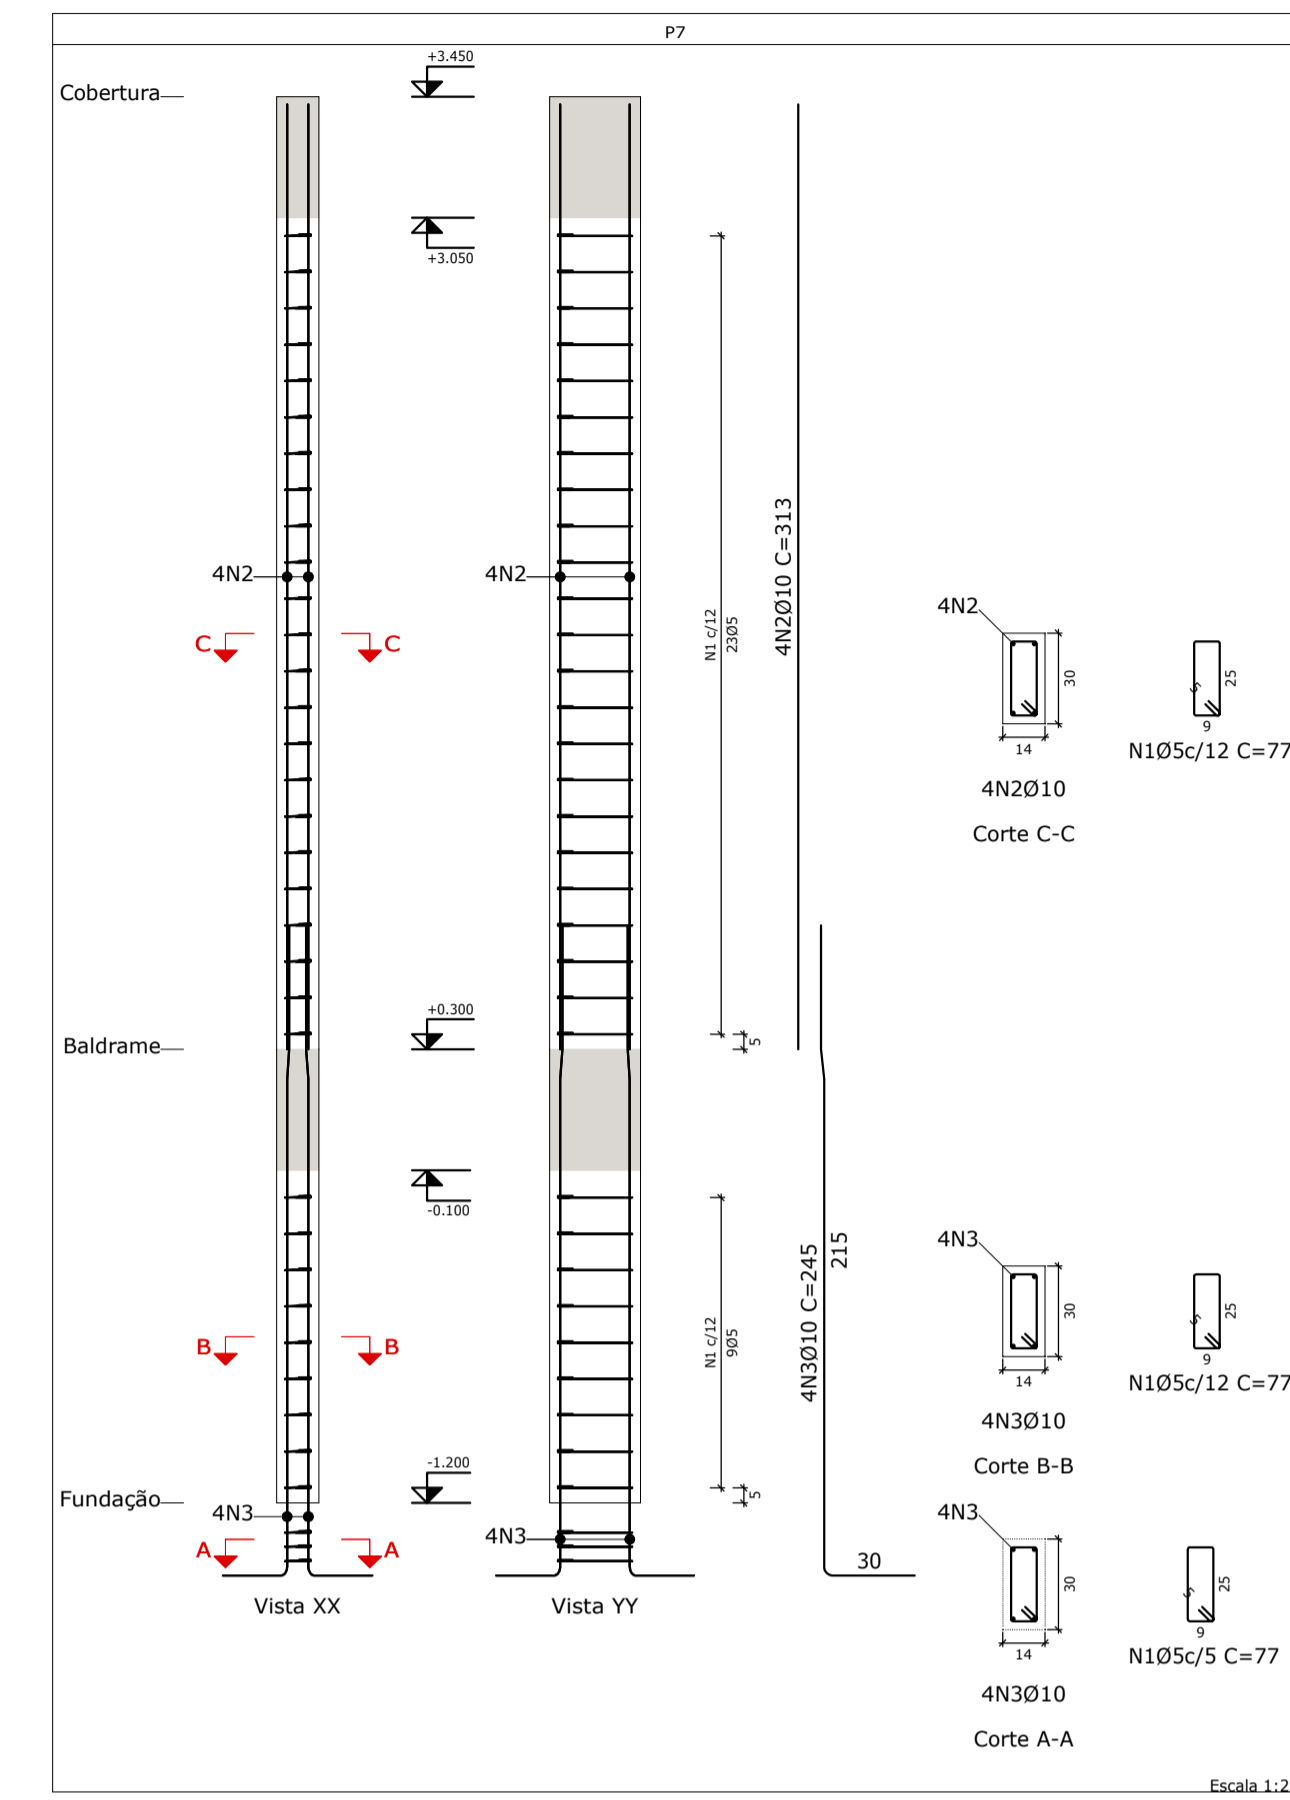 P7
+3.450
Cobertura
+3.050
4N2
4N2
C
C
N1 c/12
23Ø5
4N2Ø10 C=313
4N2
30
14
4N2Ø10
Corte C-C
5
25
9
N1Ø5c/12 C=77
+0.300
Baldrame
5
-0.100
B
B
N1 c/12
9Ø5
4N3Ø10 C=245
215
4N3
30
14
4N3Ø10
Corte B-B
5
25
9
N1Ø5c/12 C=77
-1.200
Fundação
5
4N3
4N3
A
A
30
Vista XX
Vista YY
4N3
30
14
4N3Ø10
Corte A-A
5
25
9
N1Ø5c/5 C=77
Escala 1:2